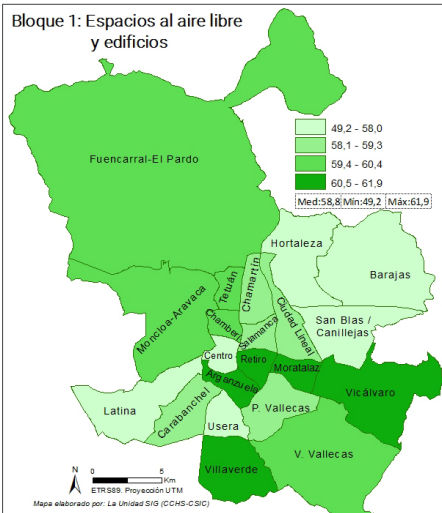 Bloque 1: Espacios al aire libre
y edificios
49,2 - 58,0
58,1 - 59,3
59,4 - 60,4
60,5 - 61,9
Med:58,8 Mín:49,2 Máx:61,9
Fuencarral-El Pardo
Hortaleza
Barajas
Tetuán
Chamartín
Moncloa-Aravaca
Chamberí
Salamanca
Ciudad Lineal
San Blas /
Canillejas
Centro
Retiro
Moratalaz
Arganzuela
Vicálvaro
Latina
Carabanchel
Usera
P. Vallecas
Villaverde
V. Vallecas
N
0 5
Km
ETRS89. Proyección UTM
Mapa elaborado por: La Unidad SIG (CCHS-CSIC)